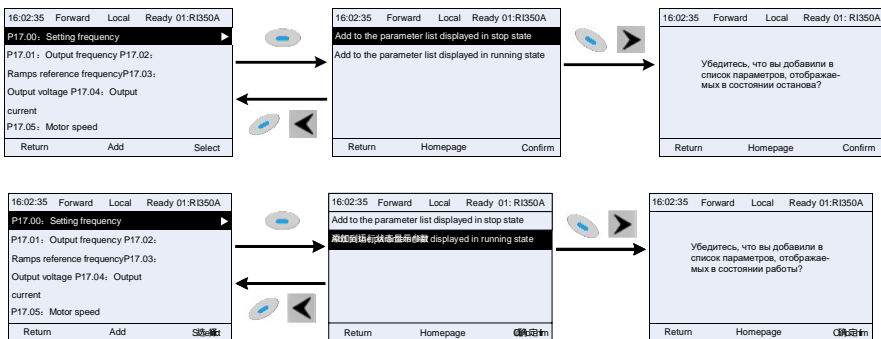 16:02:35 Forward Local Ready 01:RI350A
P17.00: Setting frequency
P17.01: Output frequency P17.02:
Ramps reference frequencyP17.03:
Output voltage P17.04: Output
current
P17.05: Motor speed
Return Add Select
16:02:35 Forward Local Ready 01:RI350A
Add to the parameter list displayed in stop state
Add to the parameter list displayed in running state
Return Homepage Confirm
16:02:35 Forward Local Ready 01: RI350A
Убедитесь, что вы добавили в
список параметров, отображае-
мых в состоянии останова?
Return Homepage Confirm
16:02:35 Forward Local Ready 01:RI350A
P17.00: Setting frequency
P17.01: Output frequency P17.02:
Ramps reference frequencyP17.03:
Output voltage P17.04: Output
current
P17.05: Motor speed
Return Add
16:02:35 Forward Local Ready 01: RI350A
Add to the parameter list displayed in stop state
displayed in running state
Return Homepage
16:02:35 Forward Local Ready 01:RI350A
Убедитесь, что вы добавили в
список параметров, отображае-
мых в состоянии работы?
Return Homepage